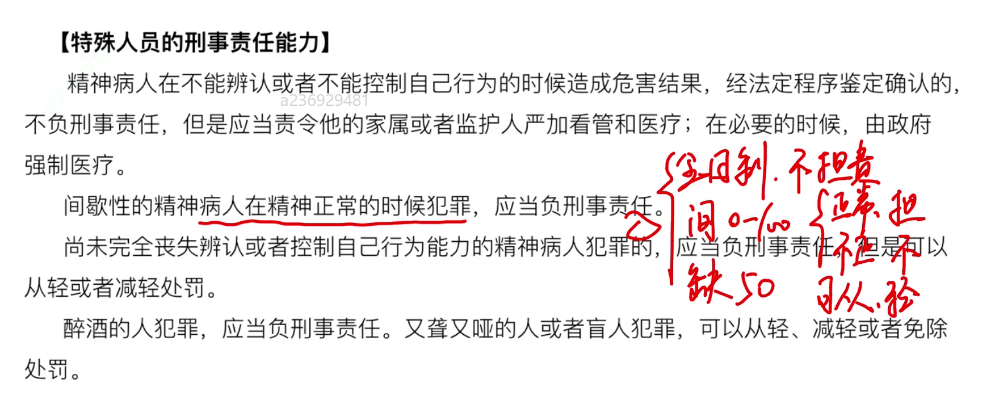 【特殊人员的刑事责任能力】
精神病人在不能辨认或者不能控制自己行为的时候造成危害结果，经法定程序鉴定确认的，
a236929481
不负刑事责任，但是应当责令他的家属或者监护人严加看管和医疗；在必要的时候，由政府
强制医疗。
间歇性的精神病人在精神正常的时候犯罪，应当负刑事责任。
尚未完全丧失辨认或者控制自己行为能力的精神病人犯罪的，应当负刑事责任，但是可以
从轻或者减轻处罚。
醉酒的人犯罪，应当负刑事责任。又聋又哑的人或者盲人犯罪，可以从轻、减轻或者免除
处罚。
全日制.不担责
间0-100
正常、担
不正 不
缺50
从、轻